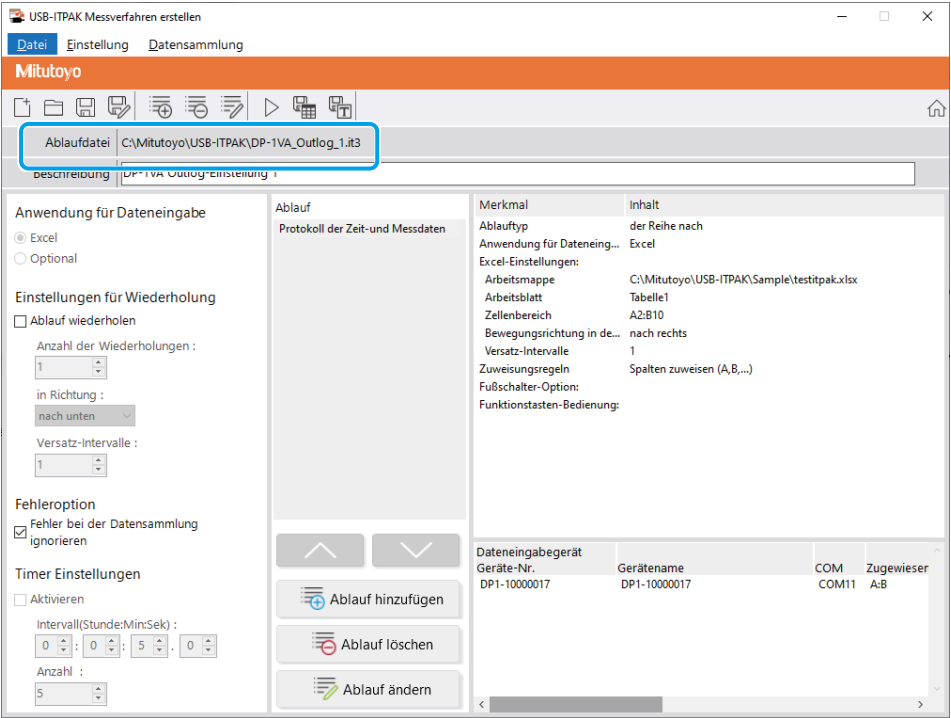 USB-ITPAK Messverfahren erstellen
Datei Einstellung Datensammlung
Mitutoyo
Ablaufdatei C:\Mitutoyo\USB-ITPAK\DP-1VA_Outlog_1.it3
Beschreibung DP-1VA Outlog-Einstellung 1
Anwendung für Dateneingabe
Excel
Optional
Einstellungen für Wiederholung
Ablauf wiederholen
Anzahl der Wiederholungen :
1
in Richtung :
nach unten
Versatz-Intervalle :
1
Fehleroption
Fehler bei der Datensammlung
ignorieren
Timer Einstellungen
Aktivieren
Intervall(Stunde:Min:Sek) :
0 : 0 : 5 . 0
Anzahl :
5
Ablauf
Protokoll der Zeit-und Messdaten
Ablauf hinzufügen
Ablauf löschen
Ablauf ändern
Merkmal Inhalt
Ablauftyp der Reihe nach
Anwendung für Dateneing... Excel
Excel-Einstellungen:
Arbeitsmappe C:\Mitutoyo\USB-ITPAK\Sample\testitpak.xlsx
Arbeitsblatt Tabelle1
Zellenbereich A2:B10
Bewegungsrichtung in de... nach rechts
Versatz-Intervalle 1
Zuweisungsregeln Spalten zuweisen (A,B,...)
Fußschalter-Option:
Funktionstasten-Bedienung:
Dateneingabegerät
Geräte-Nr. Gerätename COM Zugewiesen
DP1-10000017 DP1-10000017 COM11 A:B